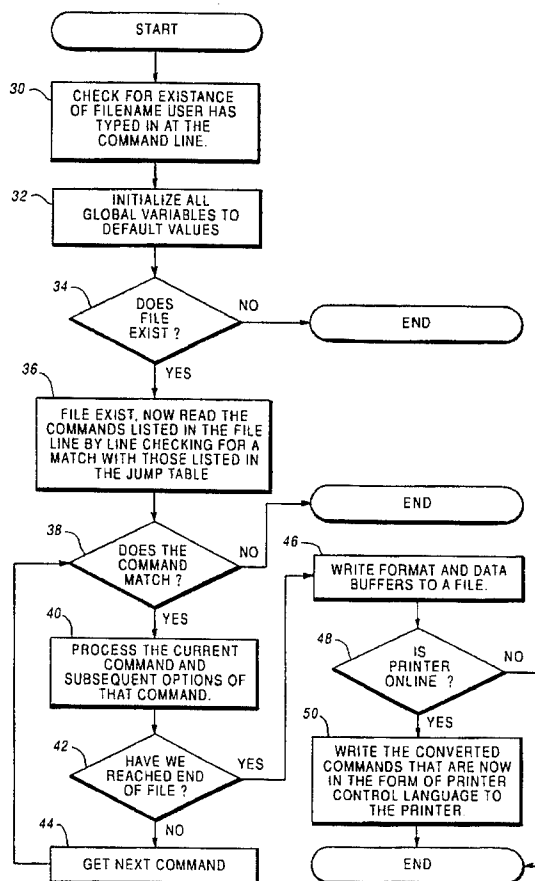 START
30
CHECK FOR EXISTANCE
OF FILENAME USER HAS
TYPED IN AT THE
COMMAND LINE.
32
INITIALIZE ALL
GLOBAL VARIABLES TO
DEFAULT VALUES
34
DOES
FILE
EXIST ?
NO
END
YES
36
FILE EXIST, NOW READ THE
COMMANDS LISTED IN THE FILE
LINE BY LINE CHECKING FOR A
MATCH WITH THOSE LISTED IN
THE JUMP TABLE
END
38
DOES THE
COMMAND
MATCH ?
NO
YES
40
PROCESS THE CURRENT
COMMAND AND
SUBSEQUENT OPTIONS OF
THAT COMMAND.
42
HAVE WE
REACHED END
OF FILE ?
YES
NO
44
GET NEXT COMMAND
46
WRITE FORMAT AND DATA
BUFFERS TO A FILE.
48
IS
PRINTER
ONLINE ?
NO
YES
50
WRITE THE CONVERTED
COMMANDS THAT ARE NOW
IN THE FORM OF PRINTER
CONTROL LANGUAGE TO
THE PRINTER.
END